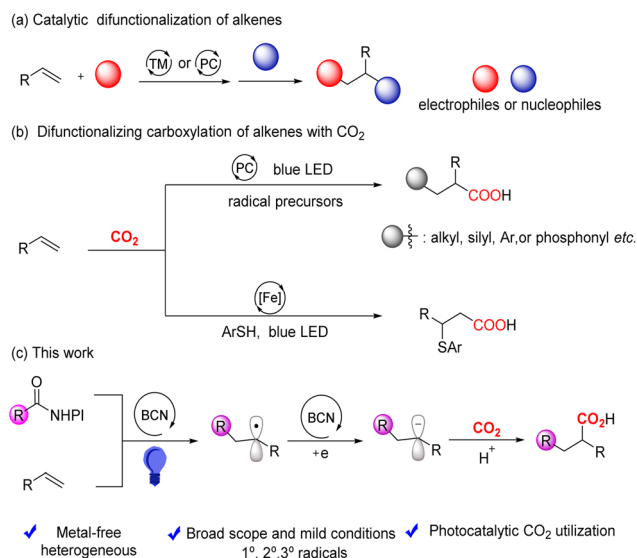 (a) Catalytic difunctionalization of alkenes
R + TM or PC R
electrophiles or nucleophiles
(b) Difunctionalizing carboxylation of alkenes with CO2
PC blue LED
radical precursors
R
COOH
R CO2
: alkyl, silyl, Ar,or phosphonyl etc.
[Fe]
ArSH, blue LED
R COOH
SAr
(c) This work
O
R NHPI
BCN
R
R • R
BCN
+e
R − R
CO2
H+
CO2H
R R
✓ Metal-free
heterogeneous
✓ Broad scope and mild conditions
1°, 2°,3° radicals
✓ Photocatalytic CO2 utilization